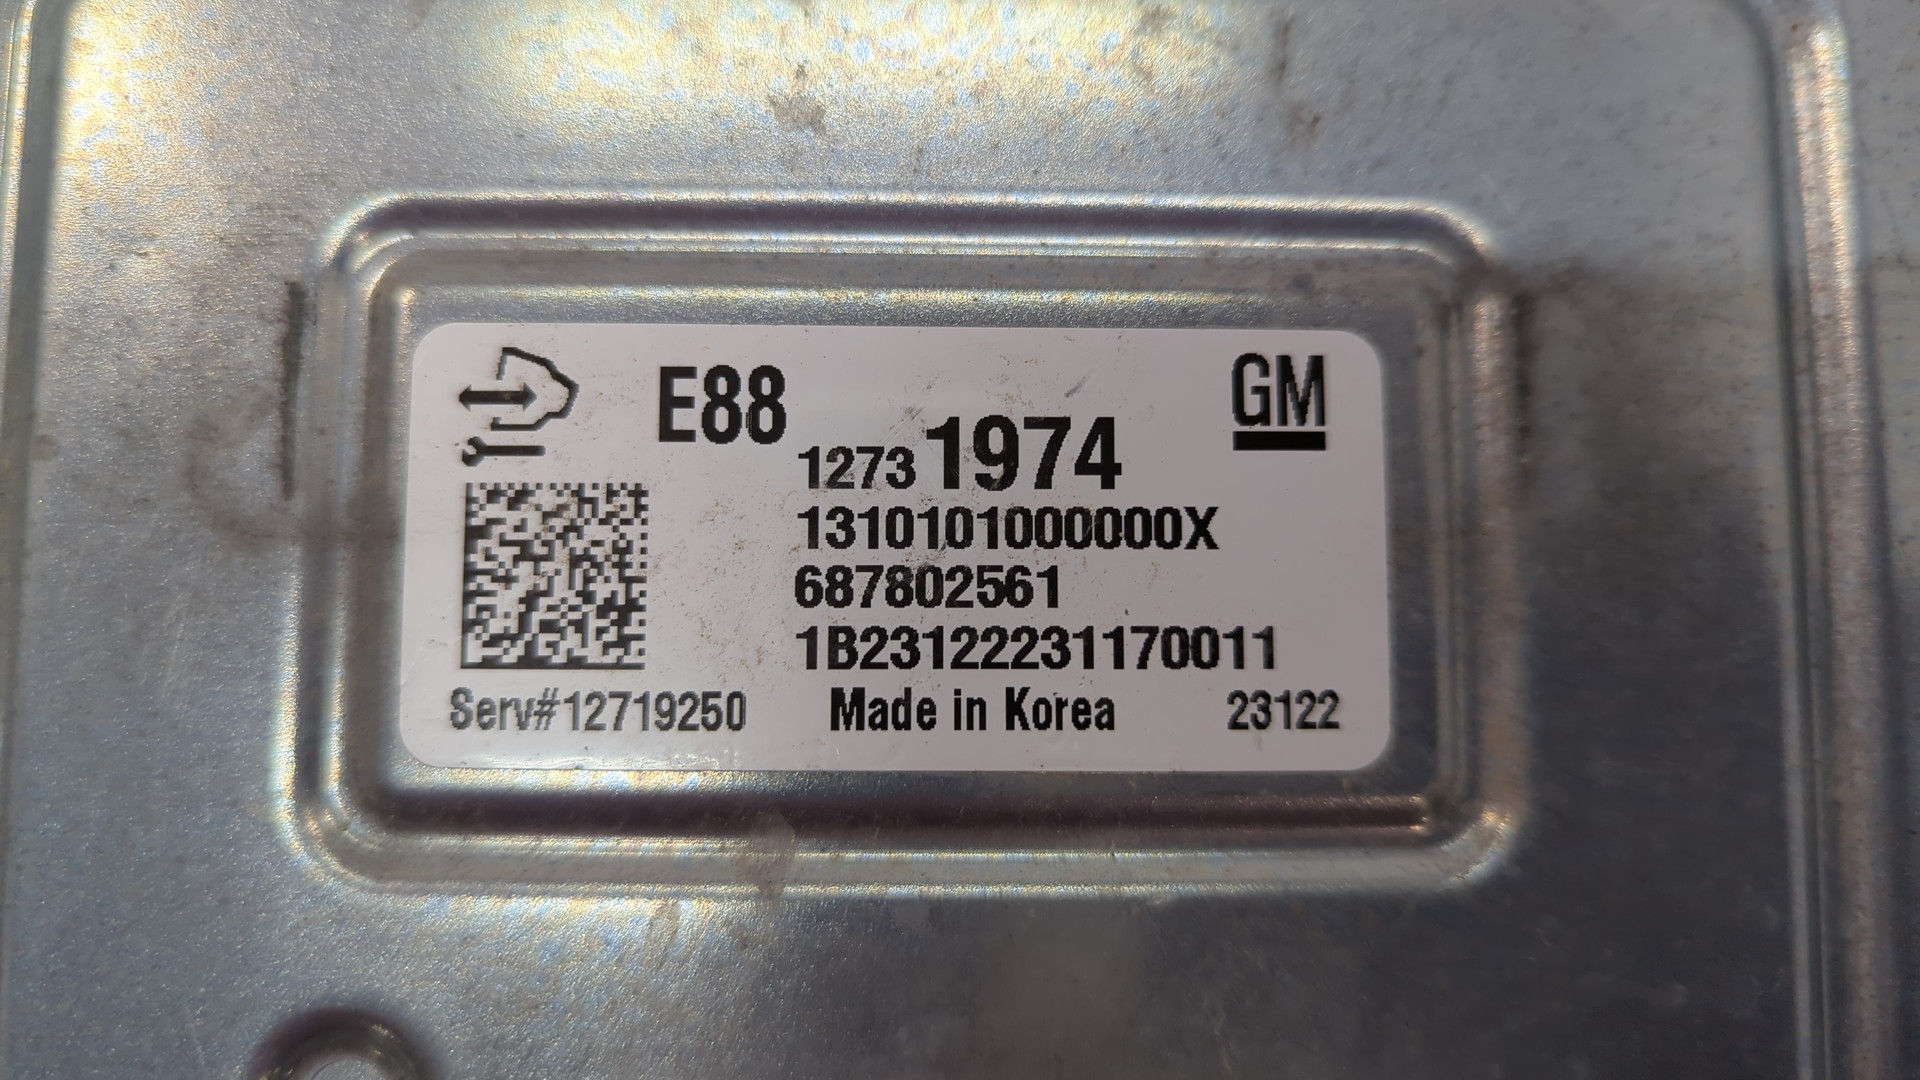 E88
GM
12731974
1310101000000X
687802561
1B23122231170011
Serv#12719250 Made in Korea 23122